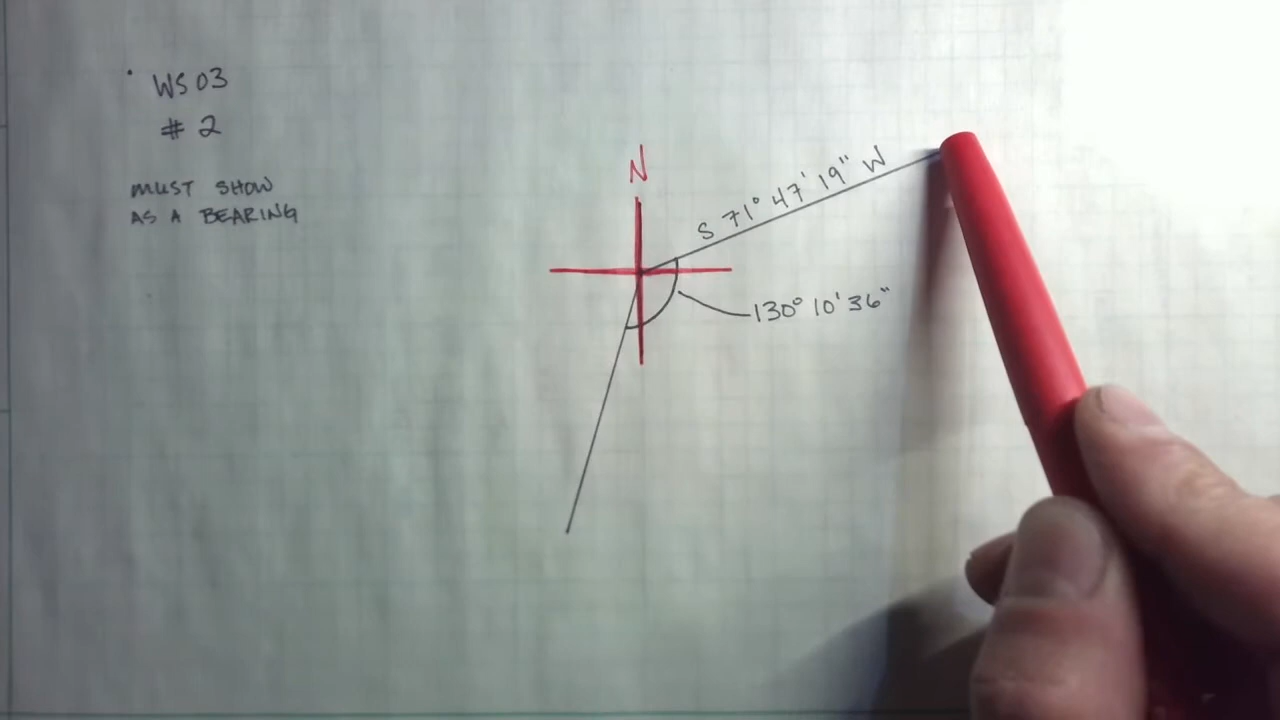 WS03
# 2
MUST SHOW
AS A BEARING
N
S 71° 47' 19" W
130° 10' 36"